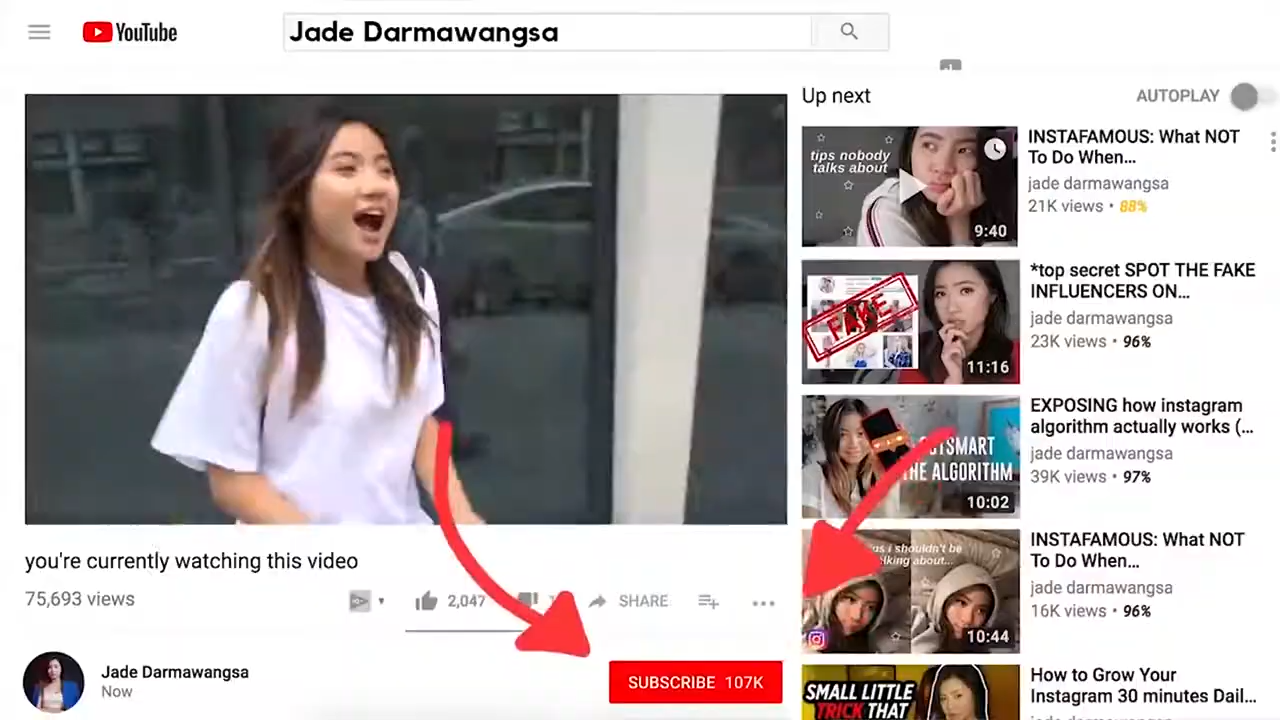 YouTube
Jade Darmawangsa
Up next
AUTOPLAY
tips nobody
talks about
9:40
INSTAFAMOUS: What NOT
To Do When...
jade darmawangsa
21K views • 88%
FAKE
11:16
*top secret SPOT THE FAKE
INFLUENCERS ON...
jade darmawangsa
23K views • 96%
THE ALGORITHM
10:02
EXPOSING how instagram
algorithm actually works (...
jade darmawangsa
39K views • 97%
i shouldn't be
about...
10:44
INSTAFAMOUS: What NOT
To Do When...
jade darmawangsa
16K views • 96%
SMALL LITTLE
TRICK THAT
How to Grow Your
Instagram 30 minutes Dail...
you're currently watching this video
75,693 views
2,047
SHARE
Jade Darmawangsa
Now
SUBSCRIBE 107K